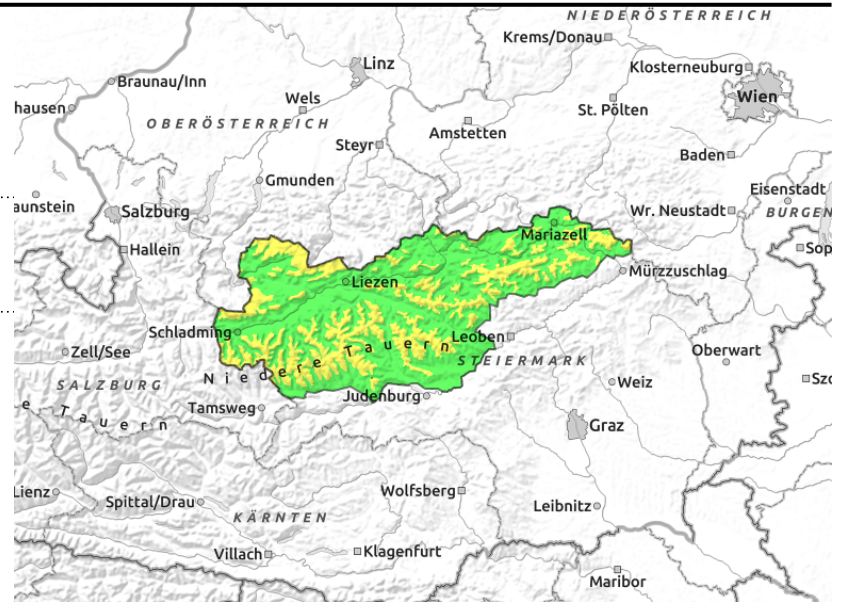 NIEDERÖSTERREICH
Krems/Donau
Linz
Klosterneuburg
Braunau/Inn
Wels
Wien
hausen
St. Pölten
OBERÖSTERREICH
Amstetten
Steyr
Baden
Gmunden
Eisenstadt
aunstein
Salzburg
Wr. Neustadt
BURGEN
Mariazell
Hallein
Sop
Mürzzuschlag
Liezen
Schladming
Leoben
Zell/See
Oberwart
STEIERMARK
Niedere Tauern
SALZBURG
Weiz
Szo
Judenburg
Tamsweg
e Tauern
Graz
Lienz
Spittal/Drau
Wolfsberg
Leibnitz
KÄRNTEN
Villach
Klagenfurt
Maribor